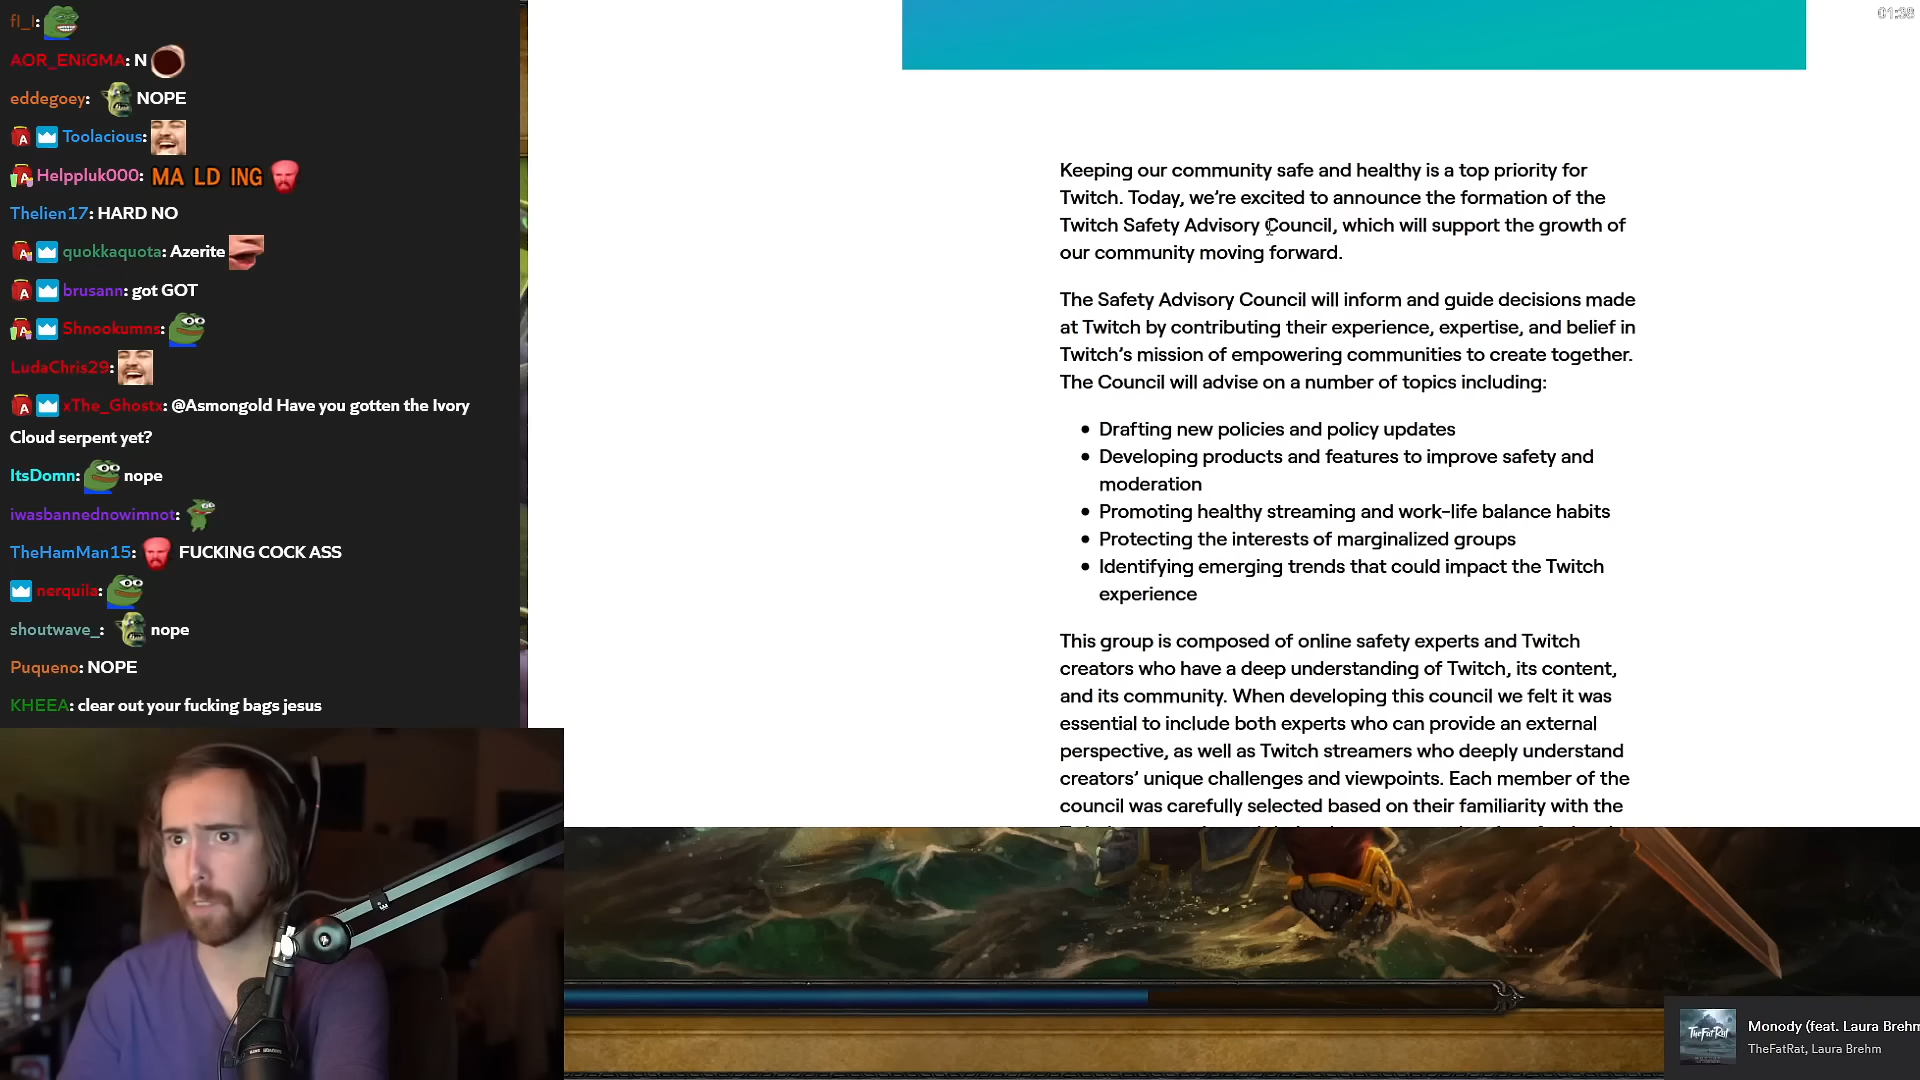 fI_I:
AOR_ENiGMA: N
eddegoey: NOPE
Toolacious:
Helppluk000: MA LD ING
Thelien17: HARD NO
quokkaquota: Azerite
brusann: got GOT
Shnookumns:
LudaChris29:
xThe_Ghostx: @Asmongold Have you gotten the Ivory
Cloud serpent yet?
ItsDomn: nope
iwasbannednowimnot:
TheHamMan15: FUCKING COCK ASS
nerquila:
shoutwave_: nope
Puqueno: NOPE
KHEEA: clear out your fucking bags jesus
01:38
Keeping our community safe and healthy is a top priority for
Twitch. Today, we’re excited to announce the formation of the
Twitch Safety Advisory Council, which will support the growth of
our community moving forward.
The Safety Advisory Council will inform and guide decisions made
at Twitch by contributing their experience, expertise, and belief in
Twitch’s mission of empowering communities to create together.
The Council will advise on a number of topics including:
• Drafting new policies and policy updates
• Developing products and features to improve safety and
moderation
• Promoting healthy streaming and work-life balance habits
• Protecting the interests of marginalized groups
• Identifying emerging trends that could impact the Twitch
experience
This group is composed of online safety experts and Twitch
creators who have a deep understanding of Twitch, its content,
and its community. When developing this council we felt it was
essential to include both experts who can provide an external
perspective, as well as Twitch streamers who deeply understand
creators’ unique challenges and viewpoints. Each member of the
council was carefully selected based on their familiarity with the
TheFatRat
Monody (feat. Laura Brehm
TheFatRat, Laura Brehm